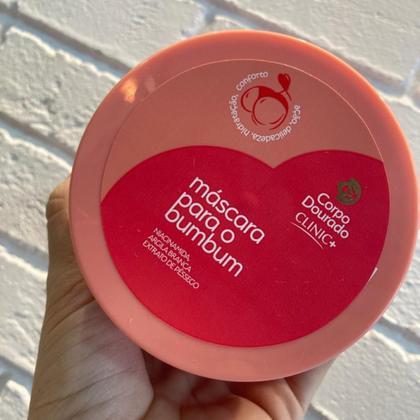 ação, delicadeza, hidratação, conforto
máscara
para o
bumbum
NIACINAMIDA
ARGILA BRANCA
EXTRATO DE PÊSSEGO
Corpo
Dourado
CLINIC+